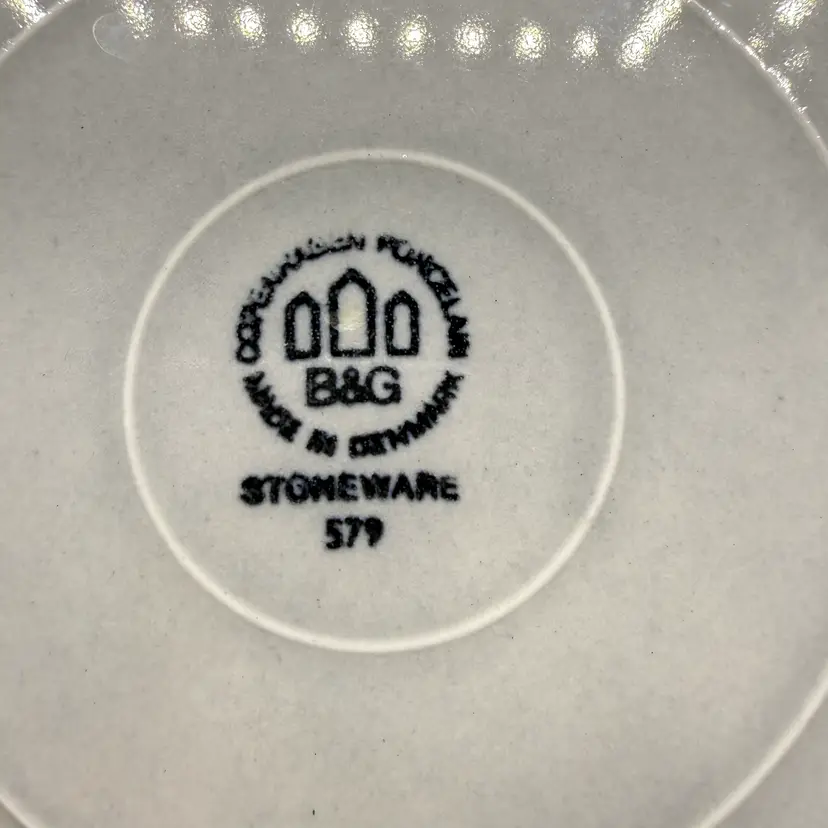 COPENHAGEN PORCELAIN
B&G
MADE IN DENMARK
STONEWARE
579